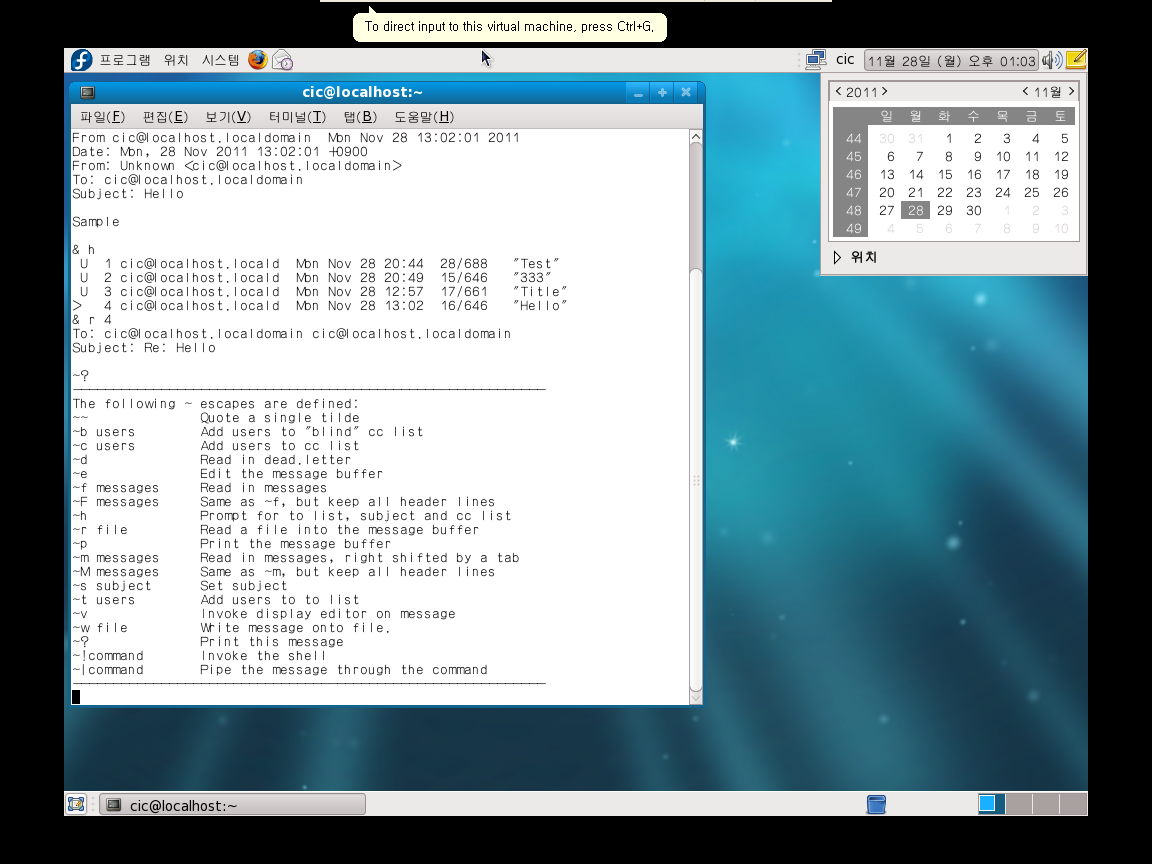 To direct input to this virtual machine, press Ctrl+G.
프로그램 위치 시스템 cic 11월 28일 (월) 오후 01:03
cic@localhost:~
파일(F) 편집(E) 보기(V) 터미널(T) 탭(B) 도움말(H)
From cic@localhost.localdomain  Mon Nov 28 13:02:01 2011
Date: Mon, 28 Nov 2011 13:02:01 +0900
From: Unknown <cic@localhost.localdomain>
To: cic@localhost.localdomain
Subject: Hello
Sample
& h
 U  1 cic@localhost.locald  Mon Nov 28 20:44  28/688   "Test"
 U  2 cic@localhost.locald  Mon Nov 28 20:49  15/646   "333"
 U  3 cic@localhost.locald  Mon Nov 28 12:57  17/661   "Title"
>   4 cic@localhost.locald  Mon Nov 28 13:02  16/646   "Hello"
& r 4
To: cic@localhost.localdomain cic@localhost.localdomain
Subject: Re: Hello
~?
-----------------------------------------------------------
The following ~ escapes are defined:
~~              Quote a single tilde
~b users        Add users to "blind" cc list
~c users        Add users to cc list
~d              Read in dead.letter
~e              Edit the message buffer
~f messages     Read in messages
~F messages     Same as ~f, but keep all header lines
~h              Prompt for to list, subject and cc list
~r file         Read a file into the message buffer
~p              Print the message buffer
~m messages     Read in messages, right shifted by a tab
~M messages     Same as ~m, but keep all header lines
~s subject      Set subject
~t users        Add users to to list
~v              Invoke display editor on message
~w file         Write message onto file.
~?              Print this message
~!command       Invoke the shell
~|command       Pipe the message through the command
-----------------------------------------------------------
< 2011 > < 11월 >
일 월 화 수 목 금 토
44 30 31 1 2 3 4 5
45 6 7 8 9 10 11 12
46 13 14 15 16 17 18 19
47 20 21 22 23 24 25 26
48 27 28 29 30 1 2 3
49 4 5 6 7 8 9 10
위치
cic@localhost:~